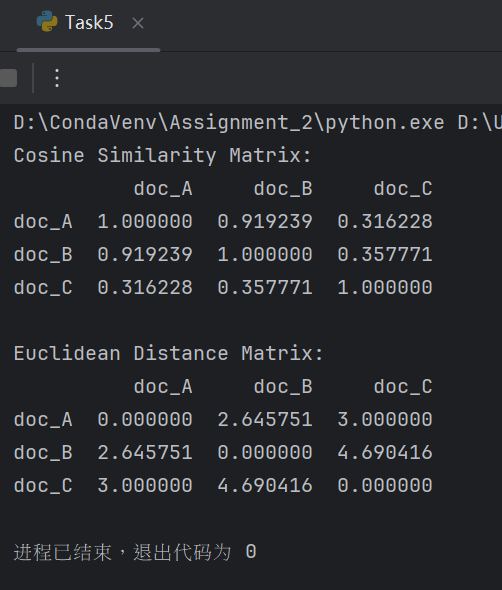 Task5
D:\CondaVenv\Assignment_2\python.exe D:\U
Cosine Similarity Matrix:
doc_A doc_B doc_C
doc_A 1.000000 0.919239 0.316228
doc_B 0.919239 1.000000 0.357771
doc_C 0.316228 0.357771 1.000000
Euclidean Distance Matrix:
doc_A doc_B doc_C
doc_A 0.000000 2.645751 3.000000
doc_B 2.645751 0.000000 4.690416
doc_C 3.000000 4.690416 0.000000
进程已结束，退出代码为 0